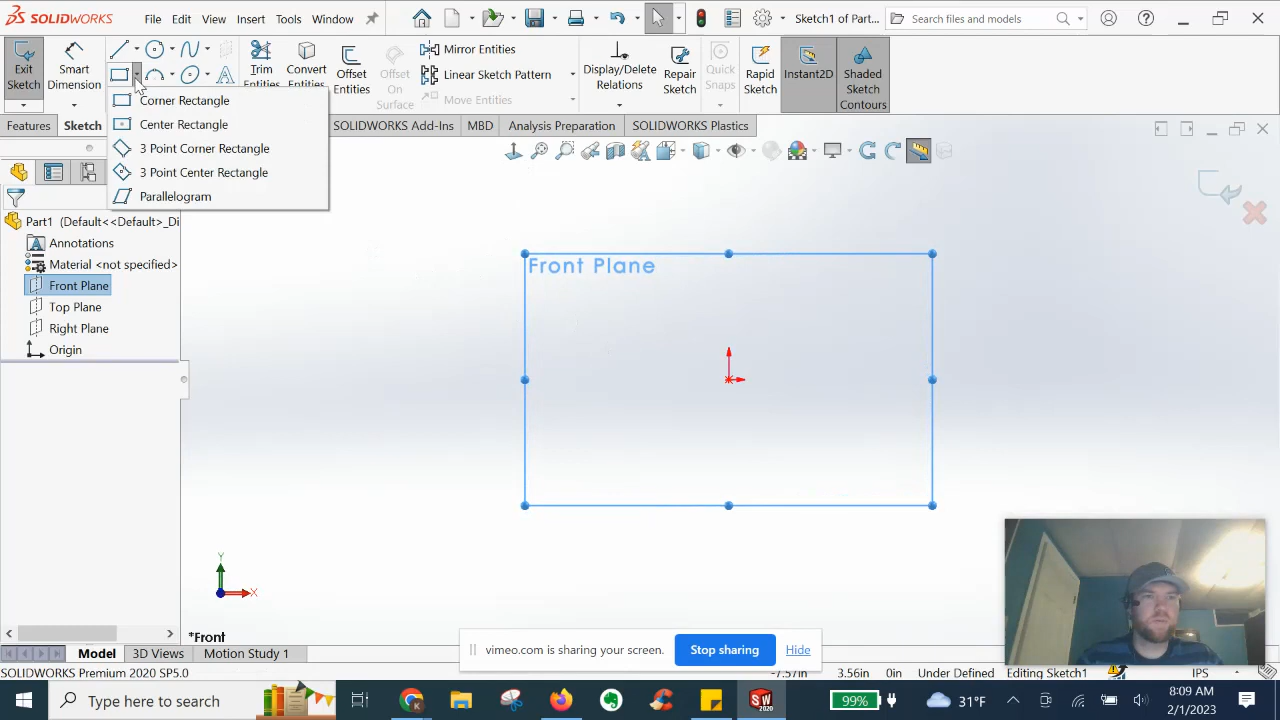 SOLIDWORKS File Edit View Insert Tools Window Sketch1 of Part... Search files and models
Exit Sketch
Smart Dimension
Trim Entities
Convert Entities
Offset Entities
Offset On Surface
Mirror Entities
Linear Sketch Pattern
Move Entities
Display/Delete Relations
Repair Sketch
Quick Snaps
Rapid Sketch
Instant2D
Shaded Sketch Contours
Corner Rectangle
Center Rectangle
3 Point Corner Rectangle
3 Point Center Rectangle
Parallelogram
Features Sketch SOLIDWORKS Add-Ins MBD Analysis Preparation SOLIDWORKS Plastics
Part1 (Default<<Default>_Di
Annotations
Material <not specified>
Front Plane
Top Plane
Right Plane
Origin
Front Plane
Y
X
*Front
vimeo.com is sharing your screen. Stop sharing Hide
Model 3D Views Motion Study 1
SOLIDWORKS Premium 2020 SP5.0 -7.57in 3.56in 0in Under Defined Editing Sketch1 IPS
Type here to search
SW
2020
99%
31°F
8:09 AM
2/1/2023